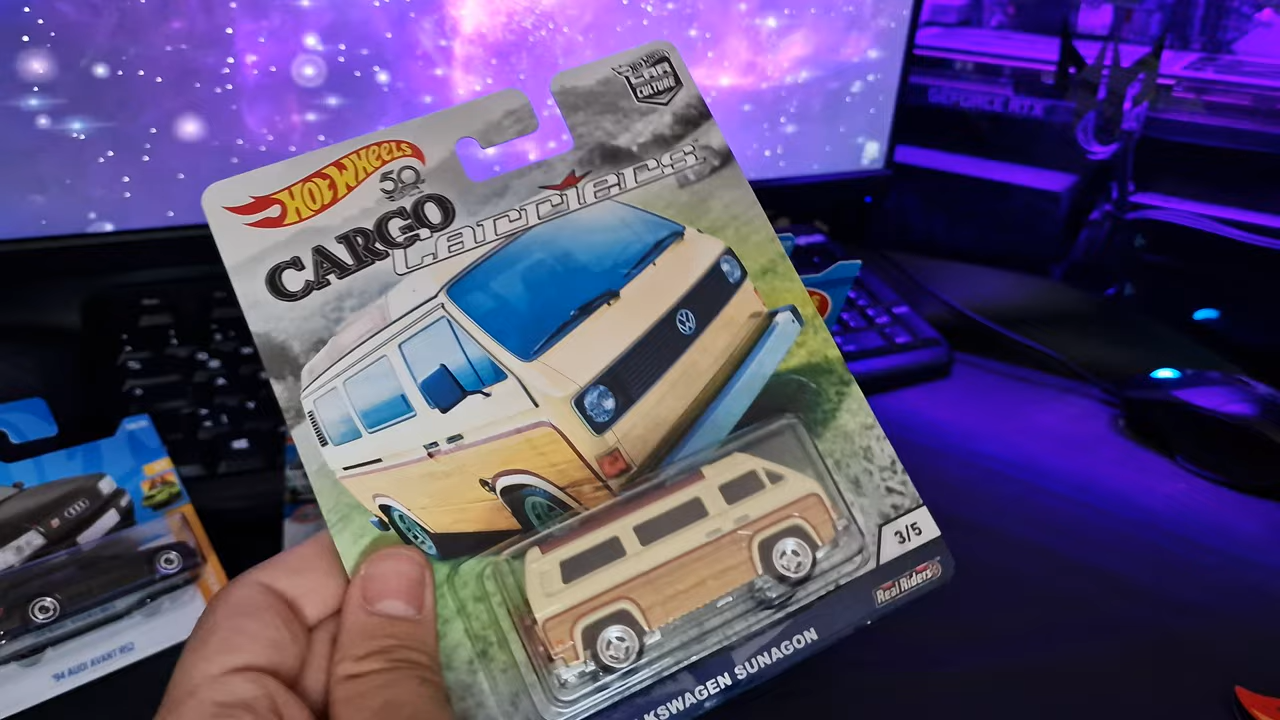 HOT WHEELS
50
CAR
CULTURE
CARGO
Carriers
GEFORCE RTX
3/5
Real Riders
KSWAGEN SUNAGON
'94 AUDI AVANT RS2
Audi